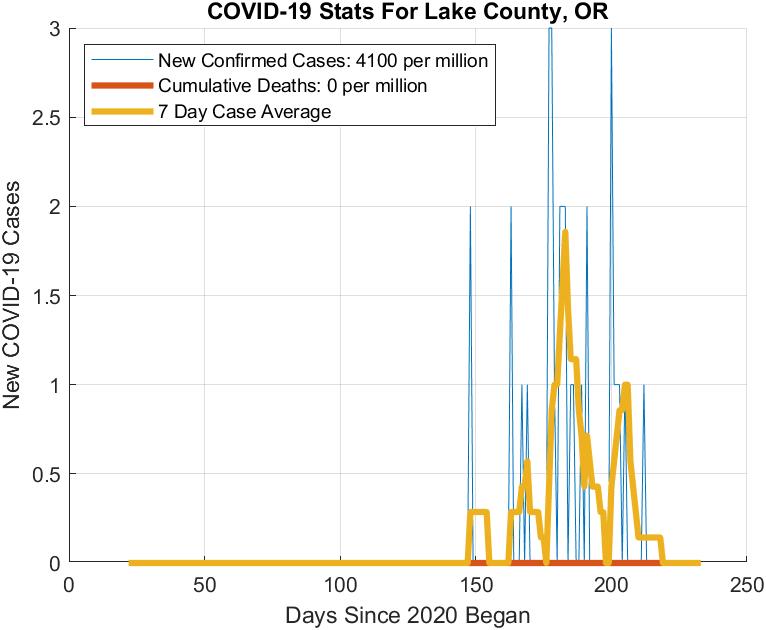 COVID-19 Stats For Lake County, OR
New Confirmed Cases: 4100 per million
Cumulative Deaths: 0 per million
7 Day Case Average
3
2.5
2
1.5
1
0.5
0
New COVID-19 Cases
0 50 100 150 200 250
Days Since 2020 Began